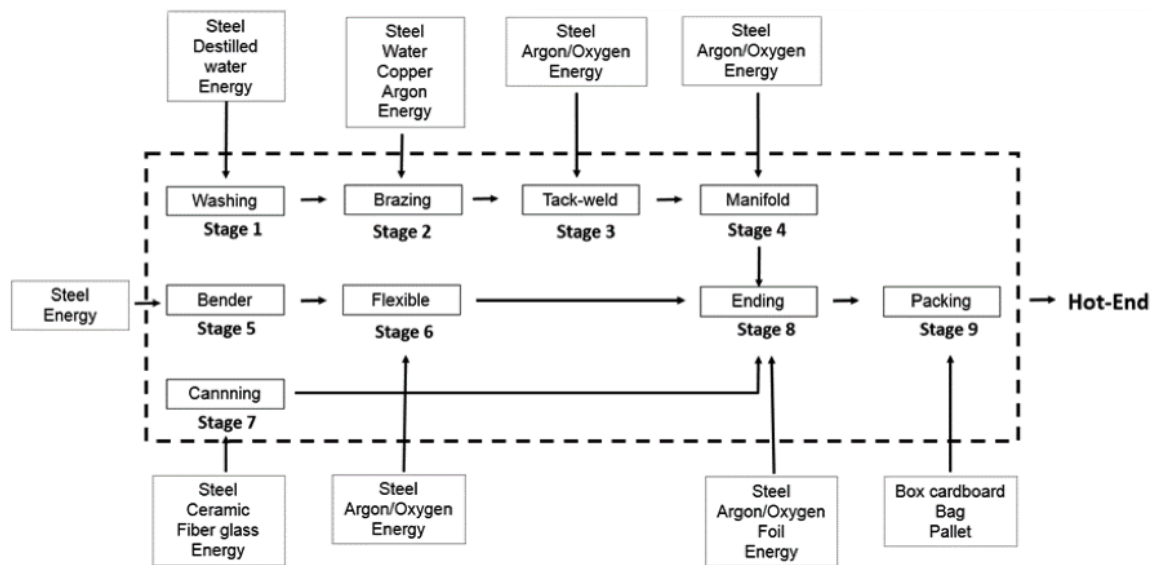 Steel
Destilled
water
Energy
Steel
Water
Copper
Argon
Energy
Steel
Argon/Oxygen
Energy
Steel
Argon/Oxygen
Energy
Washing
Stage 1
Brazing
Stage 2
Tack-weld
Stage 3
Manifold
Stage 4
Steel
Energy
Bender
Stage 5
Flexible
Stage 6
Ending
Stage 8
Packing
Stage 9
Hot-End
Cannning
Stage 7
Steel
Ceramic
Fiber glass
Energy
Steel
Argon/Oxygen
Energy
Steel
Argon/Oxygen
Foil
Energy
Box cardboard
Bag
Pallet